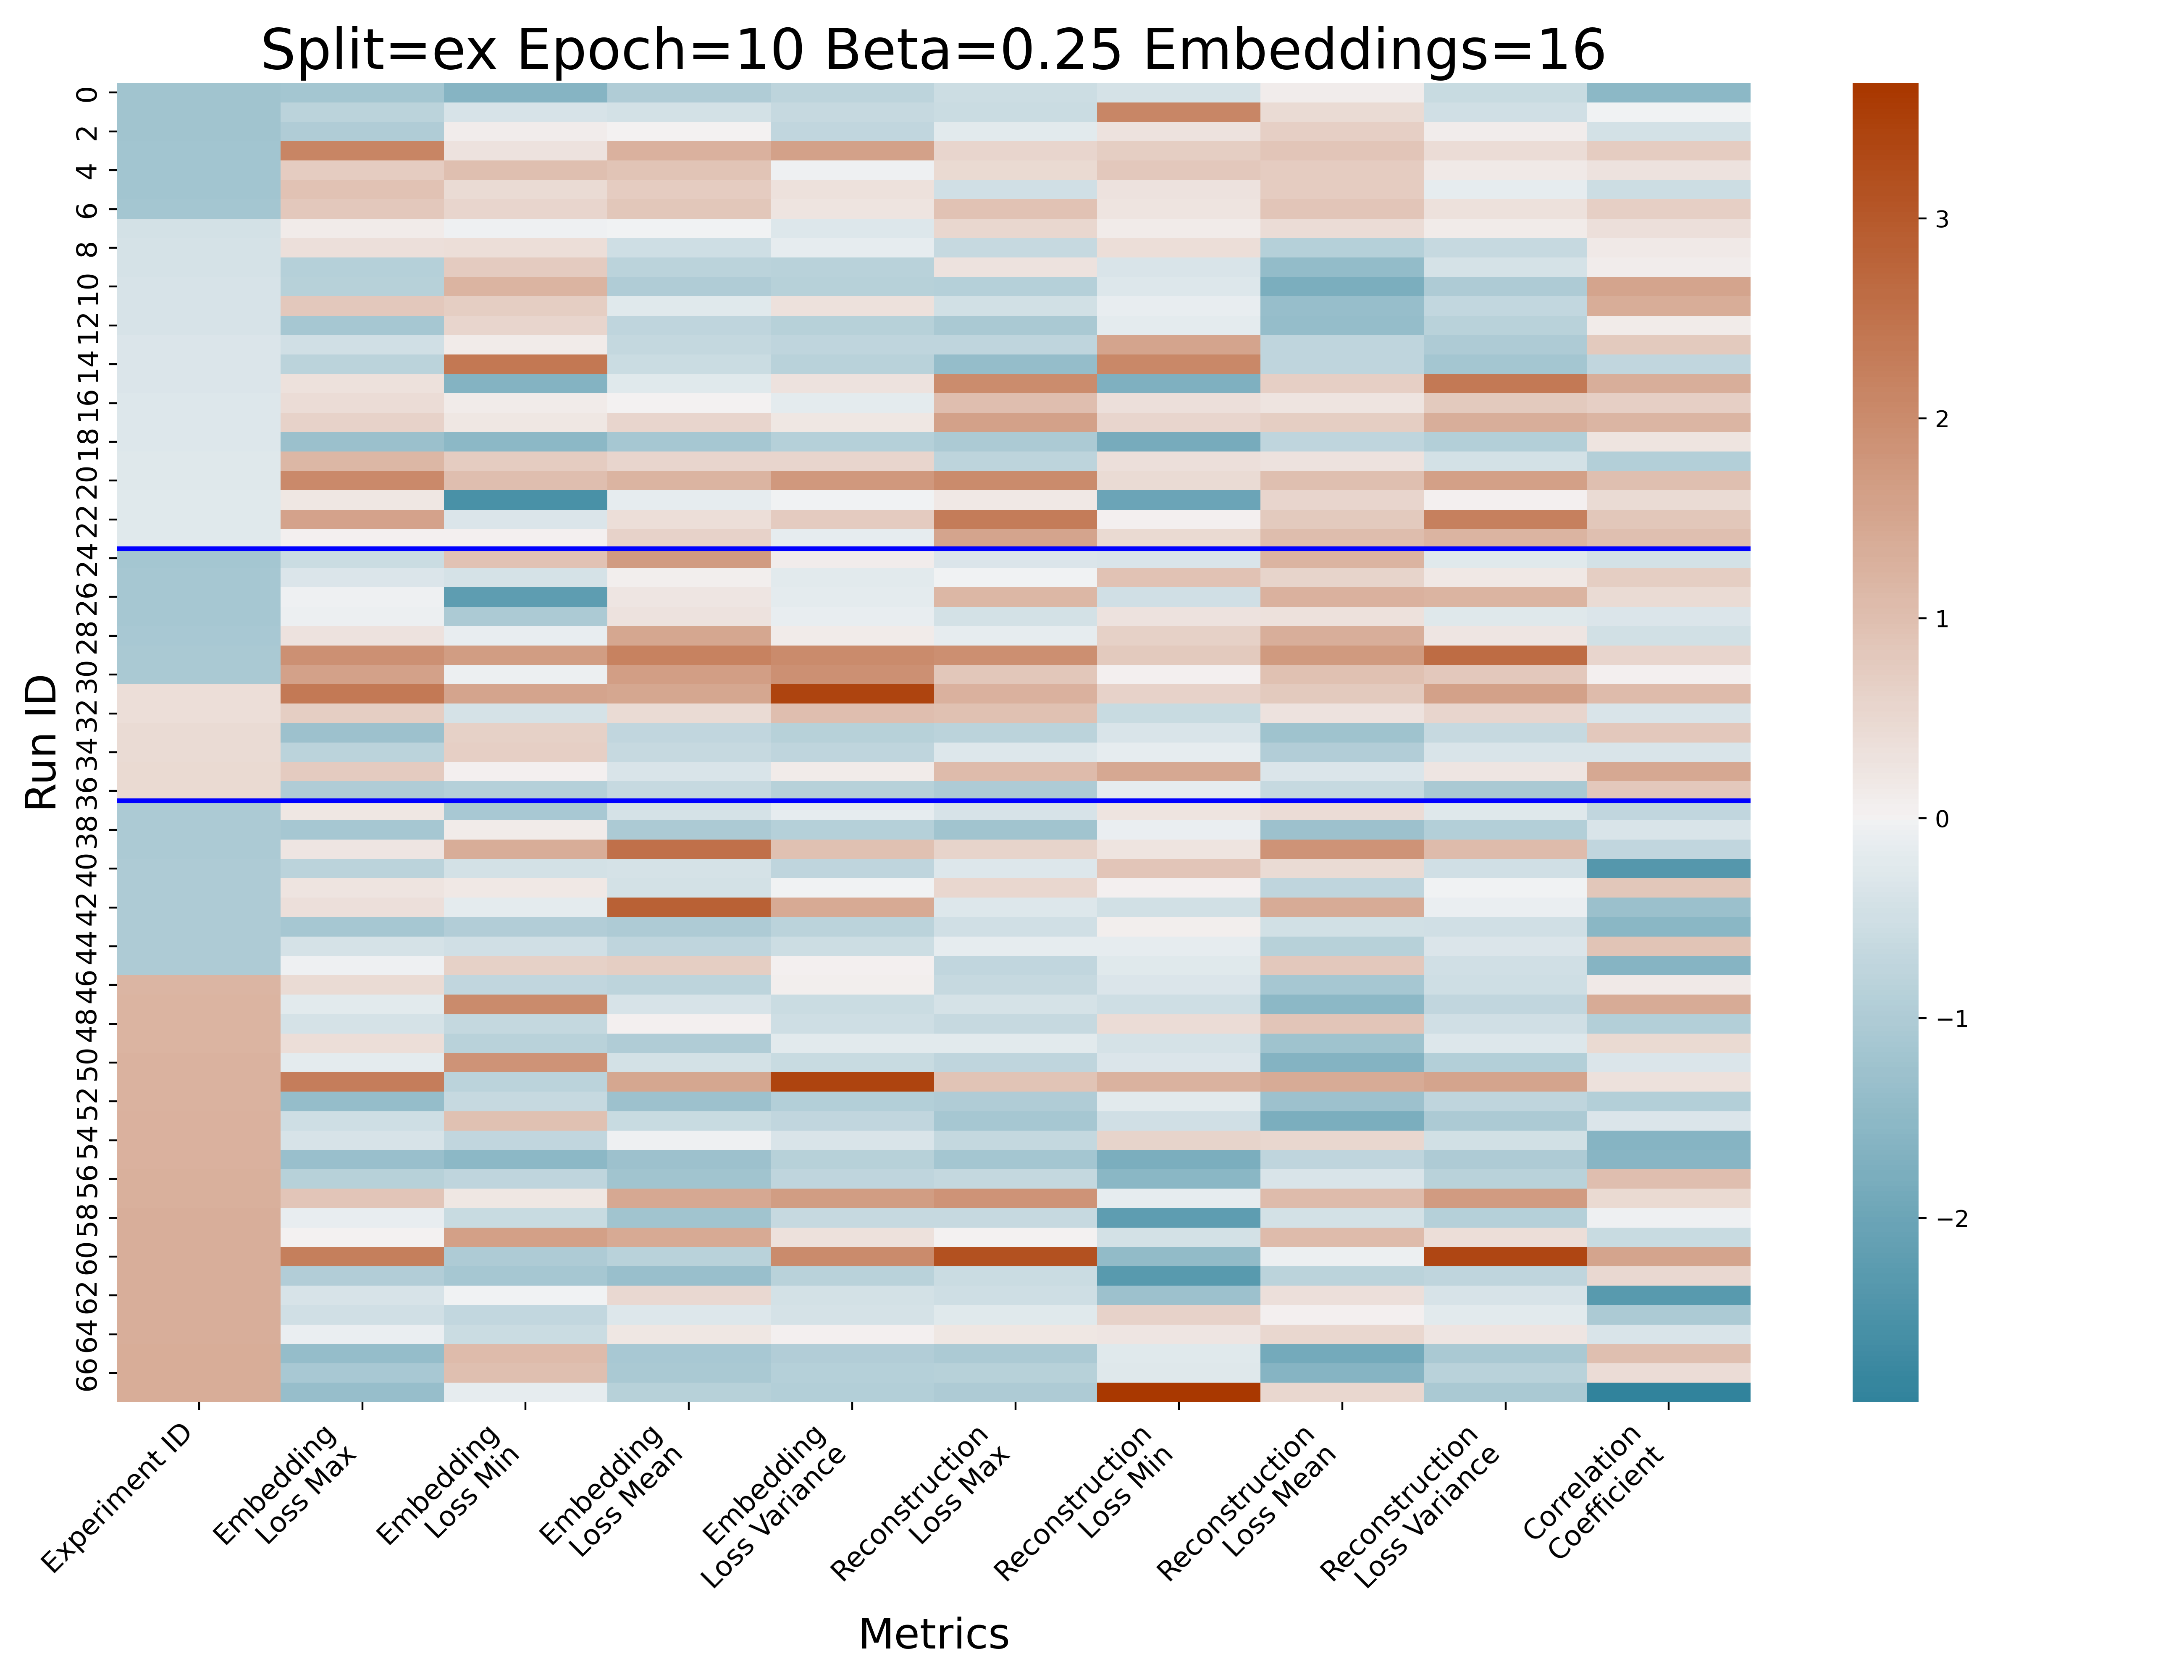 Split=ex Epoch=10 Beta=0.25 Embeddings=16
Run ID
0
2
4
6
8
10
12
14
16
18
20
22
24
26
28
30
32
34
36
38
40
42
44
46
48
50
52
54
56
58
60
62
64
66
Experiment ID
Embedding
Loss Max
Embedding
Loss Min
Embedding
Loss Mean
Embedding
Loss Variance
Reconstruction
Loss Max
Reconstruction
Loss Min
Reconstruction
Loss Mean
Reconstruction
Loss Variance
Correlation
Coefficient
Metrics
3
2
1
0
−1
−2